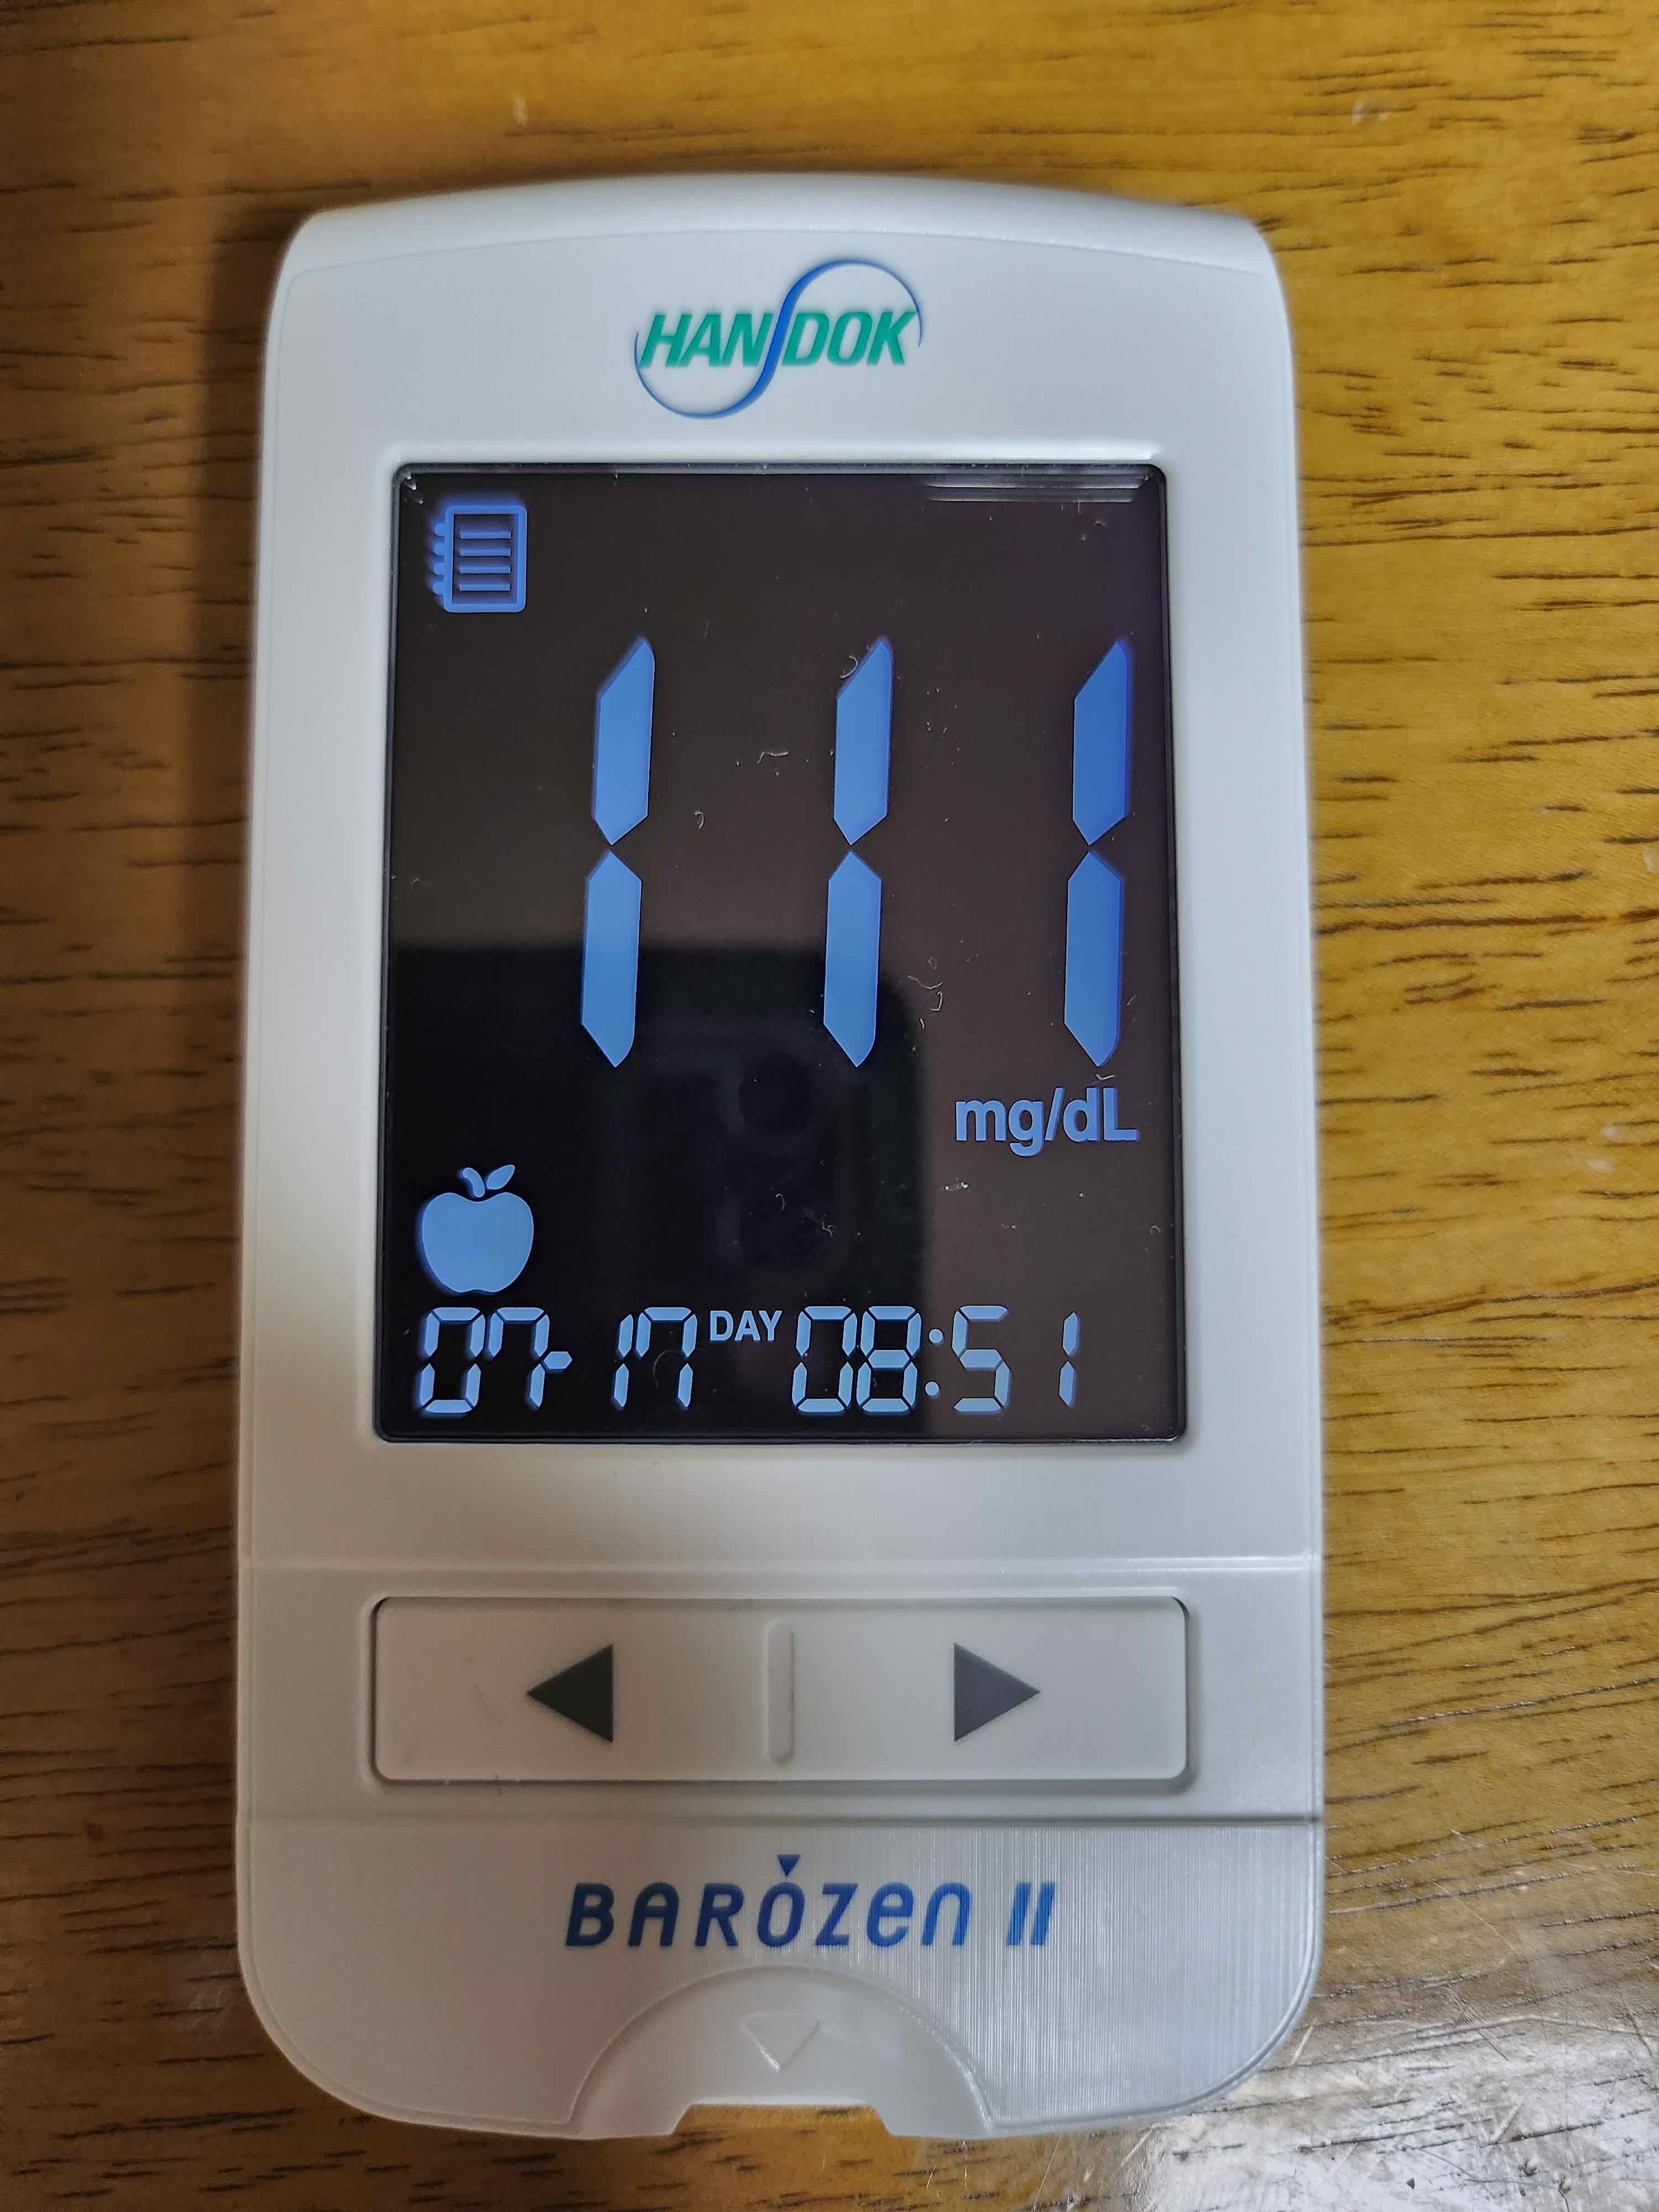 HANDOK
111
mg/dL
07-17 DAY 08:51
BAROZEN II